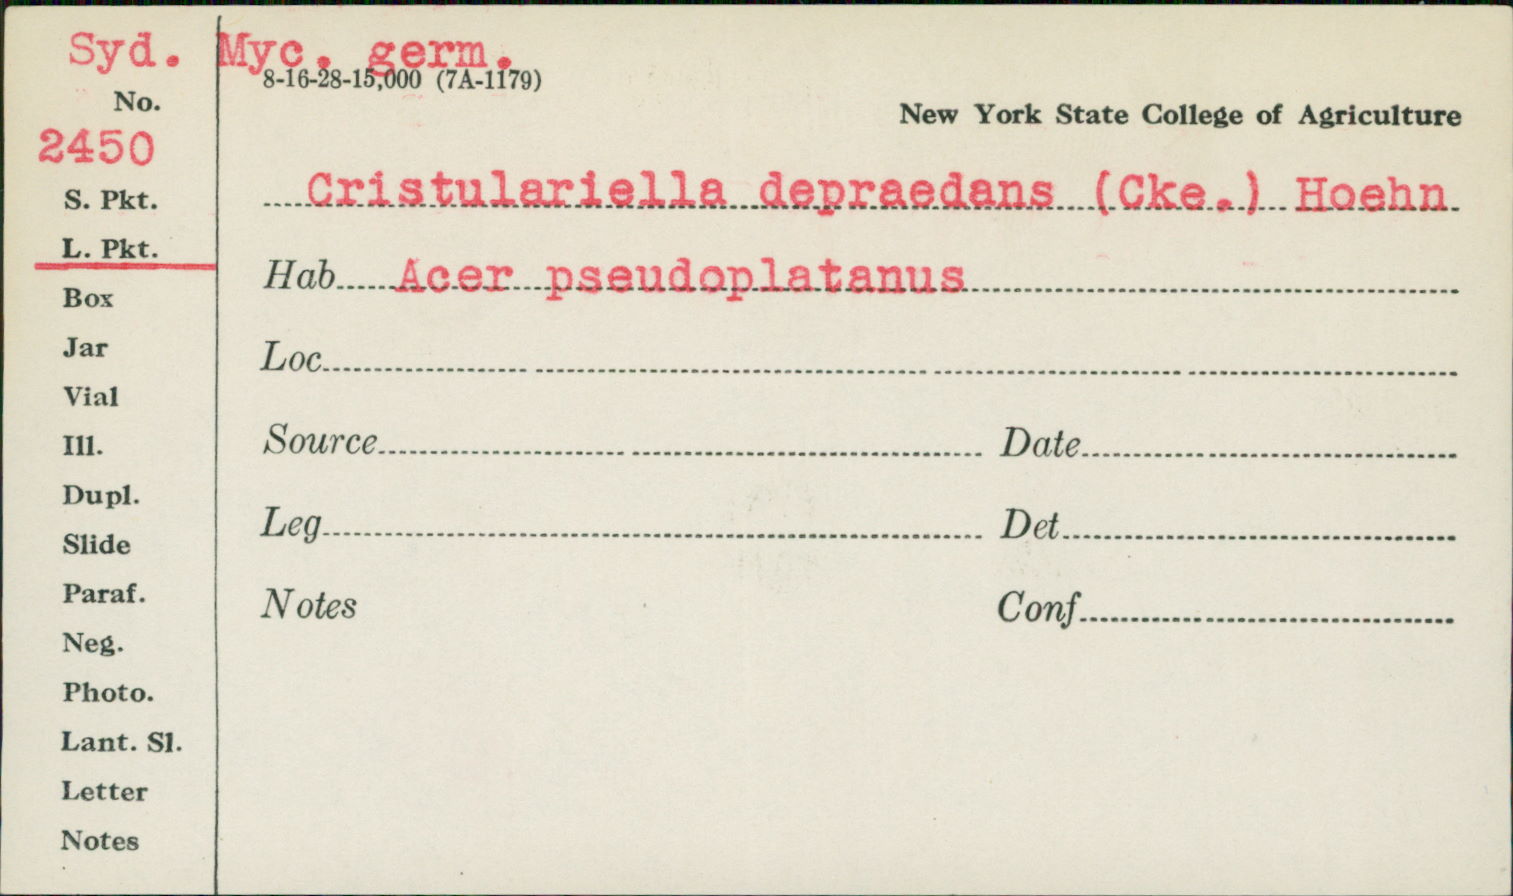 Syd. Myc. germ.
8-16-28-15,000 (7A-1179)
No.
New York State College of Agriculture
2450
S. Pkt.
Cristulariella depraedans (Cke.) Hoehn
L. Pkt.
Hab Acer pseudoplatanus
Box
Jar
Loc
Vial
Ill.
Source Date
Dupl.
Slide
Leg Det
Paraf.
Notes Conf
Neg.
Photo.
Lant. Sl.
Letter
Notes